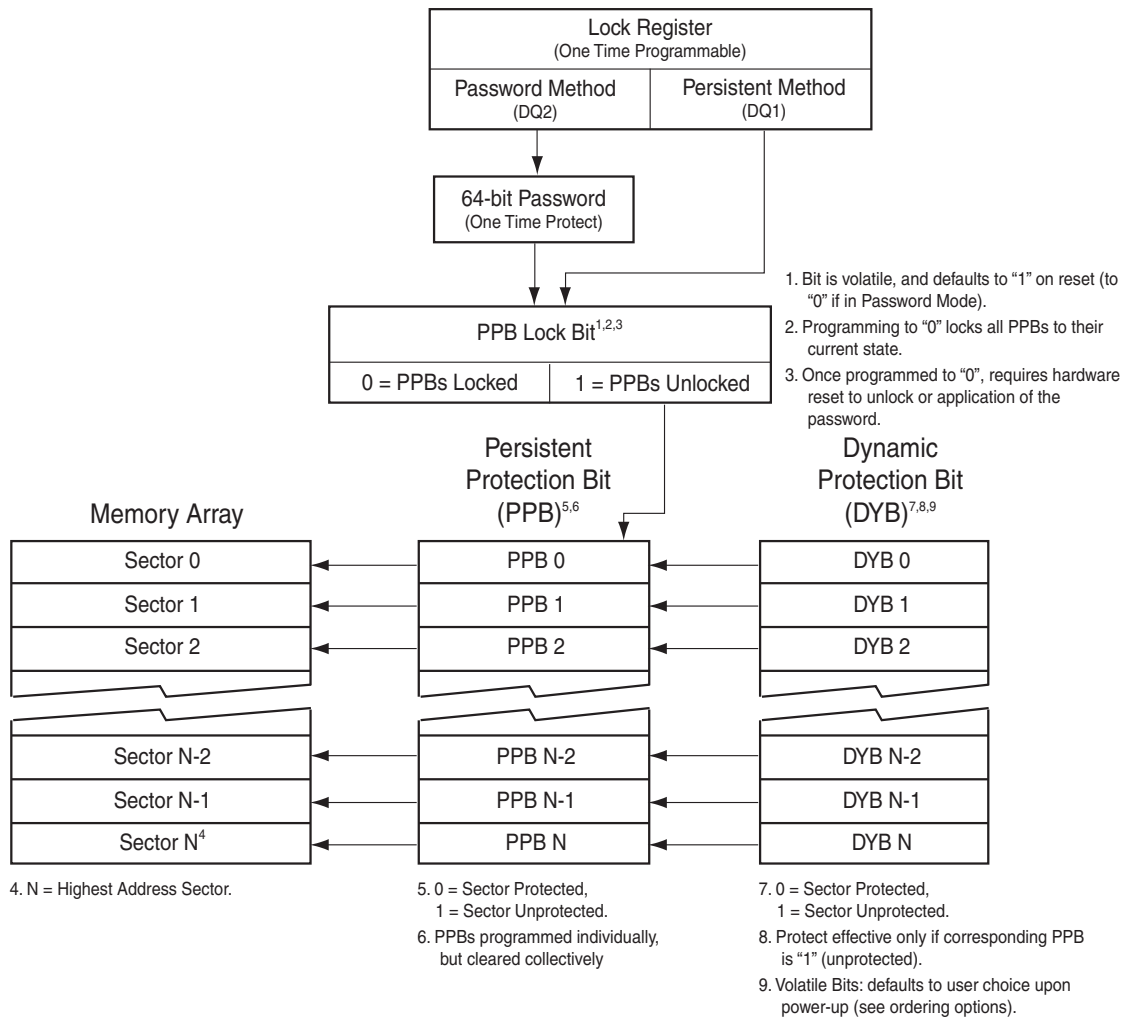 Lock Register
(One Time Programmable)
Password Method
(DQ2)
Persistent Method
(DQ1)
64-bit Password
(One Time Protect)
PPB Lock Bit1,2,3
0 = PPBs Locked
1 = PPBs Unlocked
1. Bit is volatile, and defaults to “1” on reset (to
“0” if in Password Mode).
2. Programming to “0” locks all PPBs to their
current state.
3. Once programmed to “0”, requires hardware
reset to unlock or application of the
password.
Memory Array
Persistent
Protection Bit
(PPB)5,6
Dynamic
Protection Bit
(DYB)7,8,9
Sector 0
PPB 0
DYB 0
Sector 1
PPB 1
DYB 1
Sector 2
PPB 2
DYB 2
Sector N-2
PPB N-2
DYB N-2
Sector N-1
PPB N-1
DYB N-1
Sector N4
PPB N
DYB N
4. N = Highest Address Sector.
5. 0 = Sector Protected,
1 = Sector Unprotected.
6. PPBs programmed individually,
but cleared collectively
7. 0 = Sector Protected,
1 = Sector Unprotected.
8. Protect effective only if corresponding PPB
is “1” (unprotected).
9. Volatile Bits: defaults to user choice upon
power-up (see ordering options).